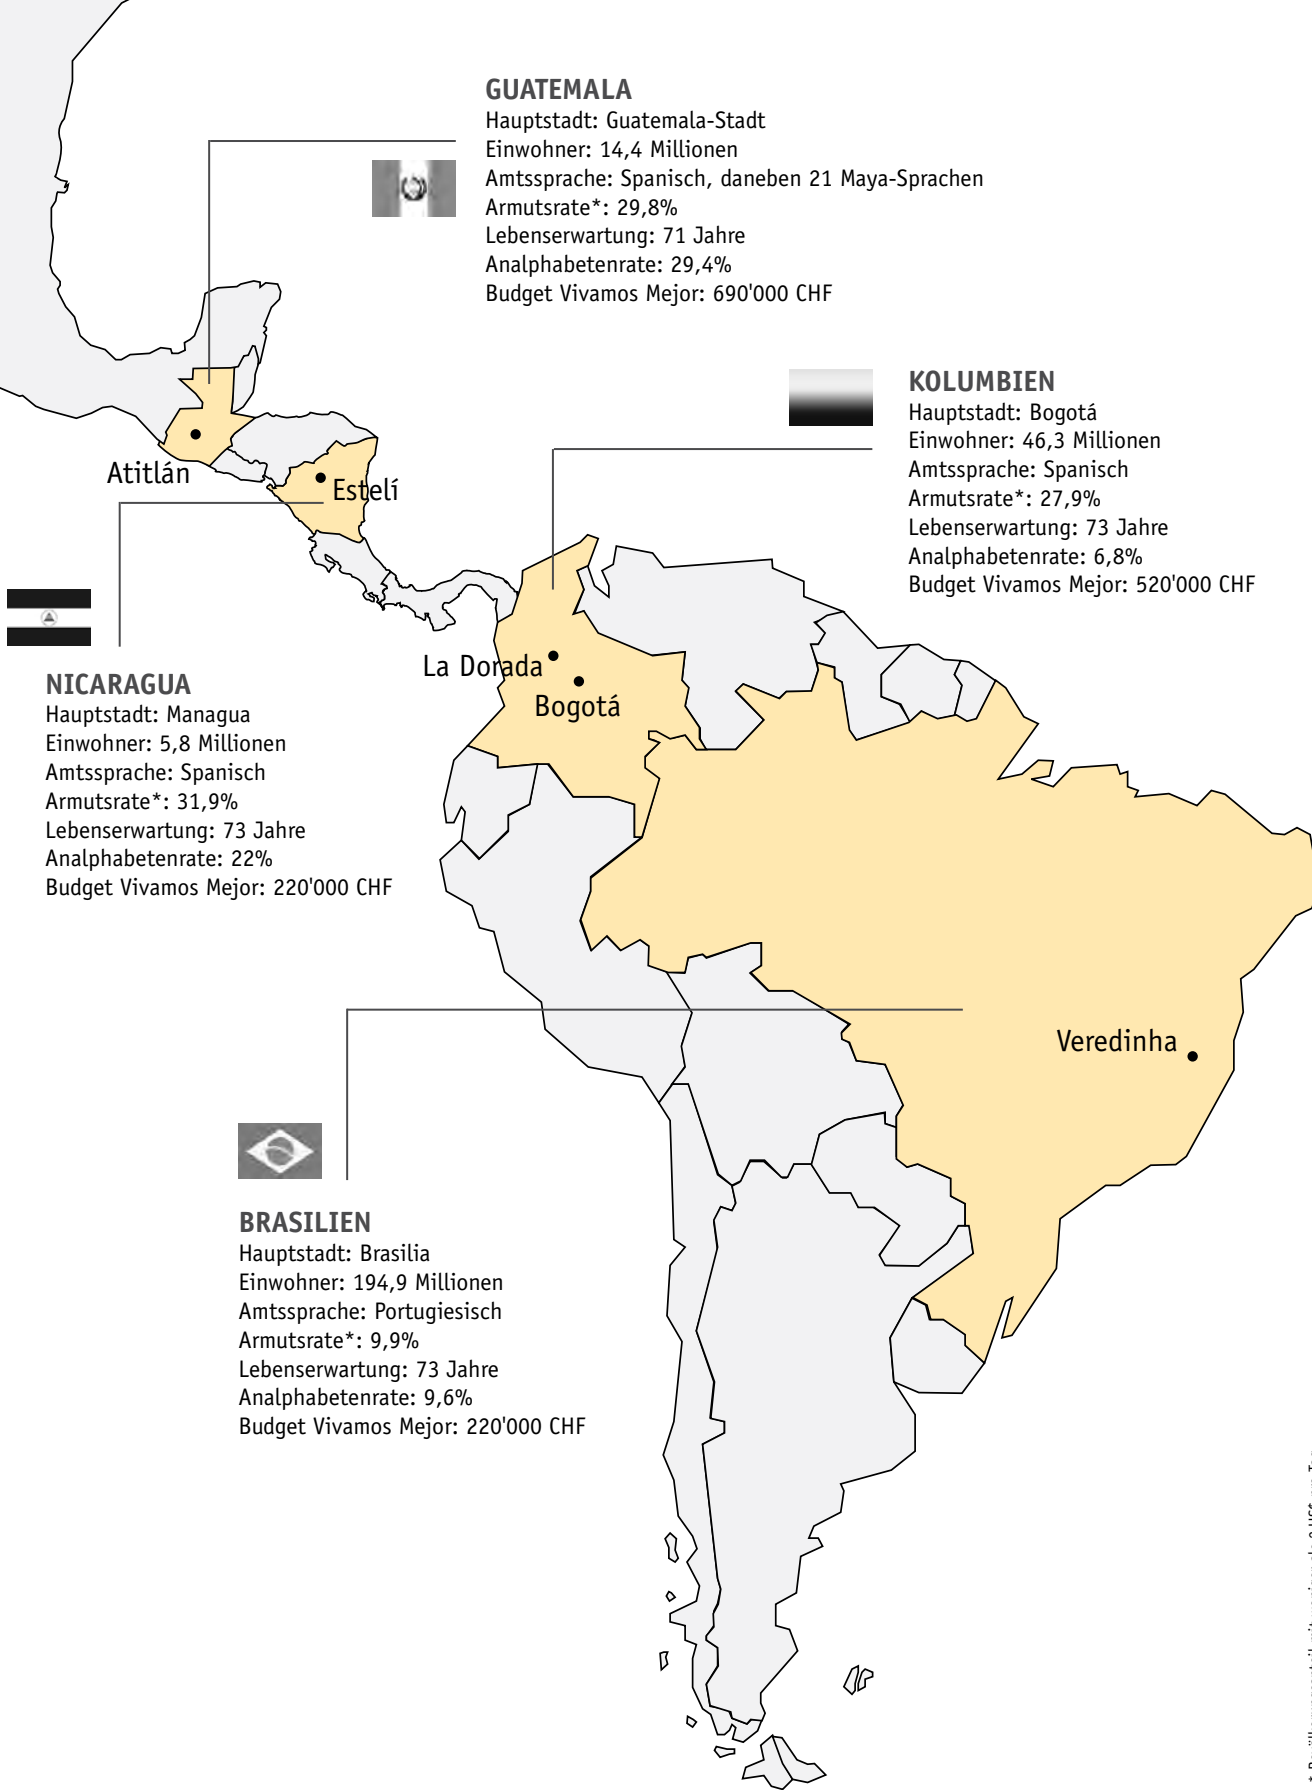 GUATEMALA
Hauptstadt: Guatemala-Stadt
Einwohner: 14,4 Millionen
Amtssprache: Spanisch, daneben 21 Maya-Sprachen
Armutsrate*: 29,8%
Lebenserwartung: 71 Jahre
Analphabetenrate: 29,4%
Budget Vivamos Mejor: 690'000 CHF
KOLUMBIEN
Hauptstadt: Bogotá
Einwohner: 46,3 Millionen
Amtssprache: Spanisch
Armutsrate*: 27,9%
Lebenserwartung: 73 Jahre
Analphabetenrate: 6,8%
Budget Vivamos Mejor: 520'000 CHF
Atitlán
Estelí
La Dorada
Bogotá
NICARAGUA
Hauptstadt: Managua
Einwohner: 5,8 Millionen
Amtssprache: Spanisch
Armutsrate*: 31,9%
Lebenserwartung: 73 Jahre
Analphabetenrate: 22%
Budget Vivamos Mejor: 220'000 CHF
Veredinha
BRASILIEN
Hauptstadt: Brasilia
Einwohner: 194,9 Millionen
Amtssprache: Portugiesisch
Armutsrate*: 9,9%
Lebenserwartung: 73 Jahre
Analphabetenrate: 9,6%
Budget Vivamos Mejor: 220'000 CHF